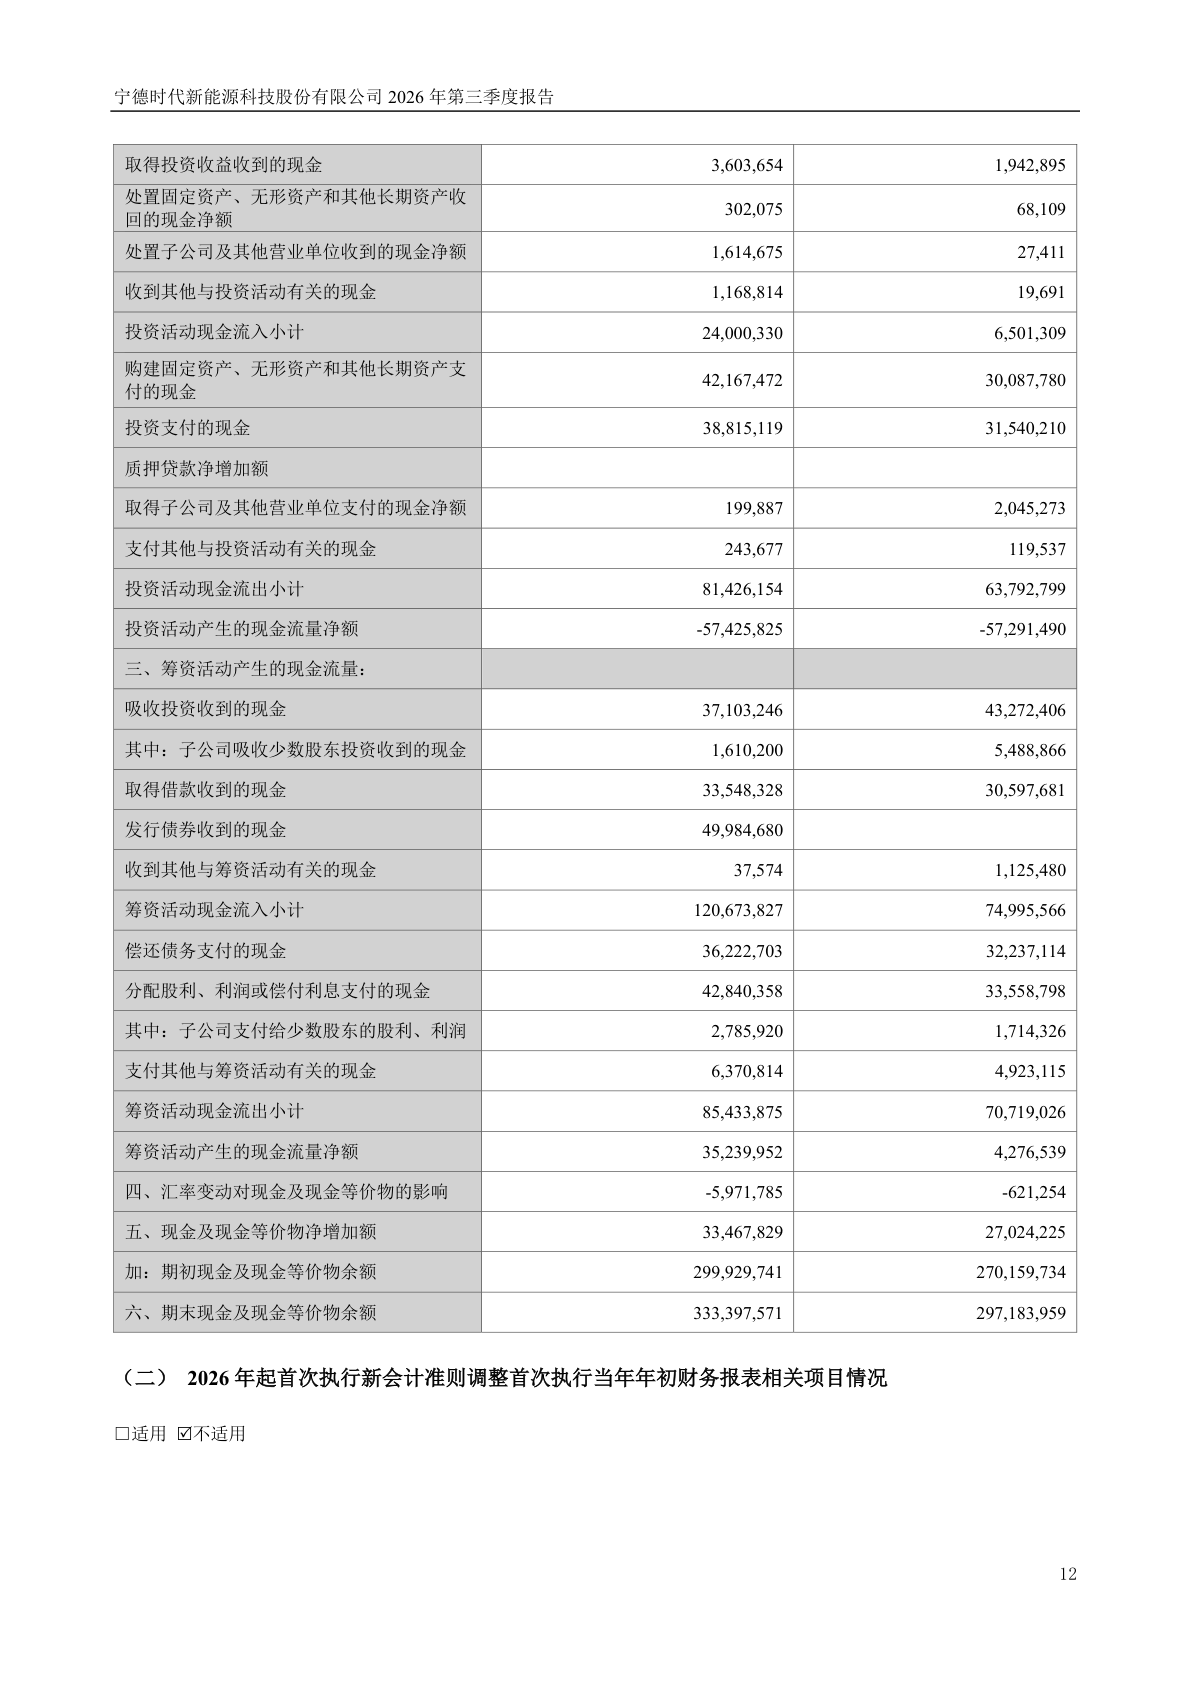 宁德时代新能源科技股份有限公司 2026 年第三季度报告
取得投资收益收到的现金 3,603,654 1,942,895
处置固定资产、无形资产和其他长期资产收
回的现金净额 302,075 68,109
处置子公司及其他营业单位收到的现金净额 1,614,675 27,411
收到其他与投资活动有关的现金 1,168,814 19,691
投资活动现金流入小计 24,000,330 6,501,309
购建固定资产、无形资产和其他长期资产支
付的现金 42,167,472 30,087,780
投资支付的现金 38,815,119 31,540,210
质押贷款净增加额
取得子公司及其他营业单位支付的现金净额 199,887 2,045,273
支付其他与投资活动有关的现金 243,677 119,537
投资活动现金流出小计 81,426,154 63,792,799
投资活动产生的现金流量净额 -57,425,825 -57,291,490
三、筹资活动产生的现金流量：
吸收投资收到的现金 37,103,246 43,272,406
其中：子公司吸收少数股东投资收到的现金 1,610,200 5,488,866
取得借款收到的现金 33,548,328 30,597,681
发行债券收到的现金 49,984,680
收到其他与筹资活动有关的现金 37,574 1,125,480
筹资活动现金流入小计 120,673,827 74,995,566
偿还债务支付的现金 36,222,703 32,237,114
分配股利、利润或偿付利息支付的现金 42,840,358 33,558,798
其中：子公司支付给少数股东的股利、利润 2,785,920 1,714,326
支付其他与筹资活动有关的现金 6,370,814 4,923,115
筹资活动现金流出小计 85,433,875 70,719,026
筹资活动产生的现金流量净额 35,239,952 4,276,539
四、汇率变动对现金及现金等价物的影响 -5,971,785 -621,254
五、现金及现金等价物净增加额 33,467,829 27,024,225
加：期初现金及现金等价物余额 299,929,741 270,159,734
六、期末现金及现金等价物余额 333,397,571 297,183,959
（二） 2026 年起首次执行新会计准则调整首次执行当年年初财务报表相关项目情况
□适用 ☑不适用
12